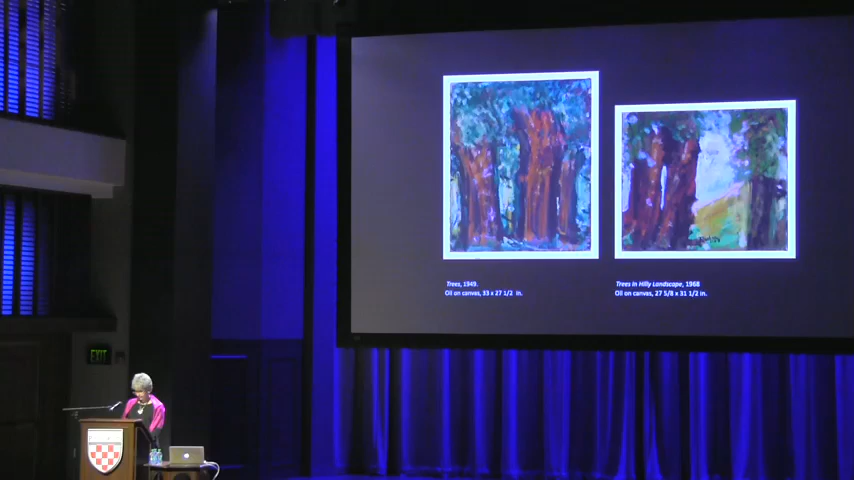 Trees, 1949.
Oil on canvas, 33 x 27 1/2 in.
Trees in Hilly Landscape, 1968
Oil on canvas, 27 5/8 x 31 1/2 in.
EXIT